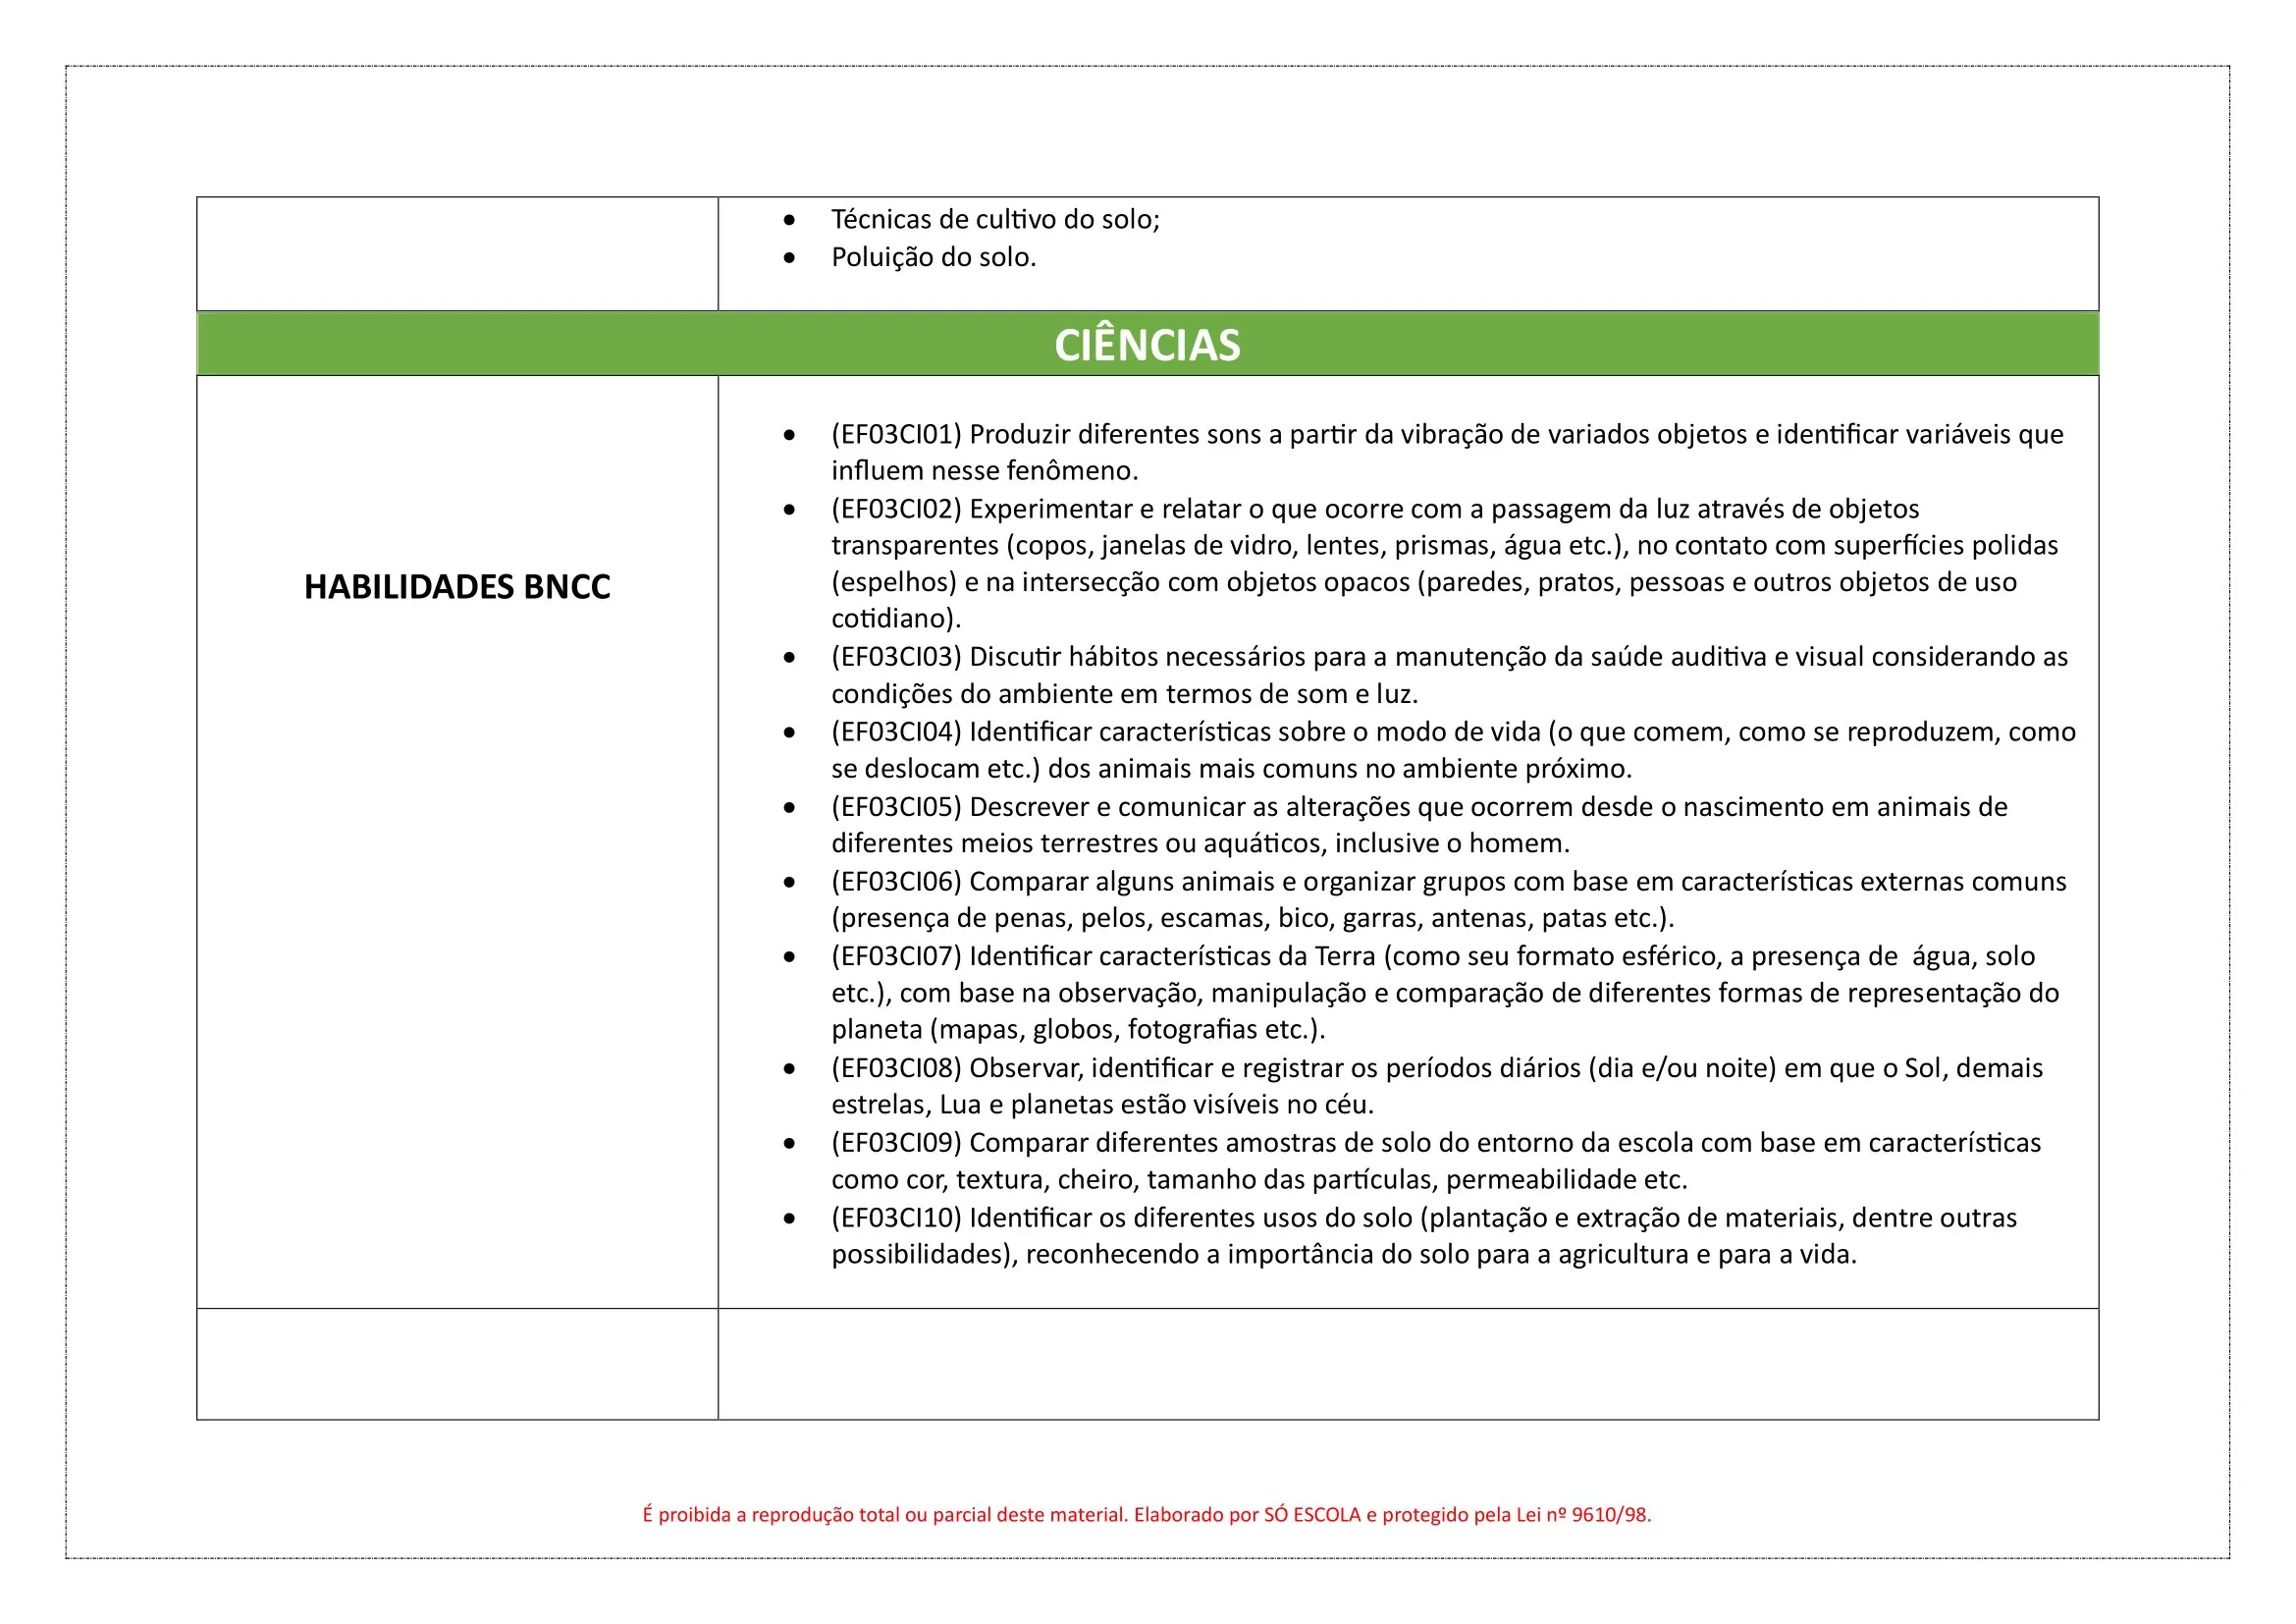 • Técnicas de cultivo do solo;
• Poluição do solo.
CIÊNCIAS
HABILIDADES BNCC
• (EF03CI01) Produzir diferentes sons a partir da vibração de variados objetos e identificar variáveis que
influem nesse fenômeno.
• (EF03CI02) Experimentar e relatar o que ocorre com a passagem da luz através de objetos
transparentes (copos, janelas de vidro, lentes, prismas, água etc.), no contato com superfícies polidas
(espelhos) e na intersecção com objetos opacos (paredes, pratos, pessoas e outros objetos de uso
cotidiano).
• (EF03CI03) Discutir hábitos necessários para a manutenção da saúde auditiva e visual considerando as
condições do ambiente em termos de som e luz.
• (EF03CI04) Identificar características sobre o modo de vida (o que comem, como se reproduzem, como
se deslocam etc.) dos animais mais comuns no ambiente próximo.
• (EF03CI05) Descrever e comunicar as alterações que ocorrem desde o nascimento em animais de
diferentes meios terrestres ou aquáticos, inclusive o homem.
• (EF03CI06) Comparar alguns animais e organizar grupos com base em características externas comuns
(presença de penas, pelos, escamas, bico, garras, antenas, patas etc.).
• (EF03CI07) Identificar características da Terra (como seu formato esférico, a presença de  água, solo
etc.), com base na observação, manipulação e comparação de diferentes formas de representação do
planeta (mapas, globos, fotografias etc.).
• (EF03CI08) Observar, identificar e registrar os períodos diários (dia e/ou noite) em que o Sol, demais
estrelas, Lua e planetas estão visíveis no céu.
• (EF03CI09) Comparar diferentes amostras de solo do entorno da escola com base em características
como cor, textura, cheiro, tamanho das partículas, permeabilidade etc.
• (EF03CI10) Identificar os diferentes usos do solo (plantação e extração de materiais, dentre outras
possibilidades), reconhecendo a importância do solo para a agricultura e para a vida.
É proibida a reprodução total ou parcial deste material. Elaborado por SÓ ESCOLA e protegido pela Lei nº 9610/98.